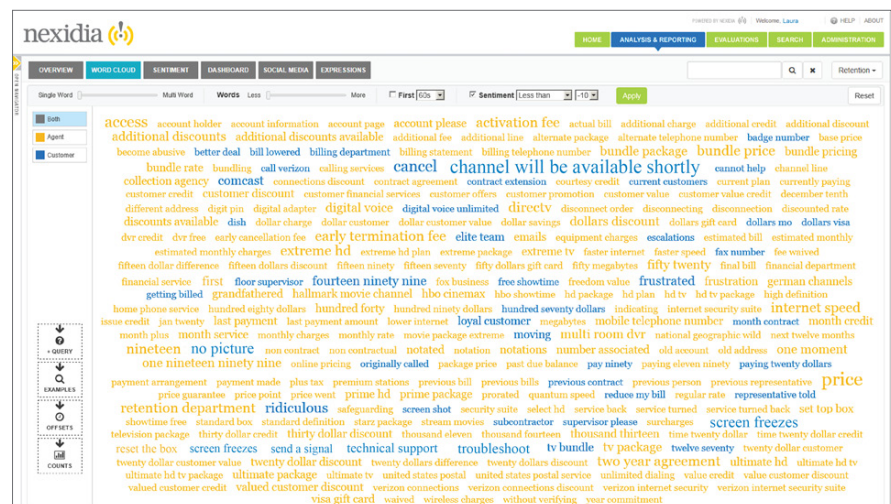 POWERED BY NEXIDIA Welcome, Laura HELP ABOUT
nexidia
HOME ANALYSIS & REPORTING EVALUATIONS SEARCH ADMINISTRATION
OPEN NAVIGATOR
OVERVIEW WORD CLOUD SENTIMENT DASHBOARD SOCIAL MEDIA EXPRESSIONS Retention
Single Word Multi Word Words Less More First 60s Sentiment Less than -10 Apply Reset
Both
Agent
Customer
access account holder account information account page account please activation fee actual bill additional charge additional credit additional discount
additional discounts additional discounts available additional fee additional line alternate package alternate telephone number badge number base price
become abusive better deal bill lowered billing department billing statement billing telephone number bundle package bundle price bundle pricing
bundle rate bundling call verizon calling services cancel channel will be available shortly cannot help channel line
collection agency comcast connections discount contract agreement contract extension courtesy credit current customers current plan currently paying
customer credit customer discount customer financial services customer offers customer promotion customer value customer value credit december tenth
different address digit pin digital adapter digital voice digital voice unlimited directv disconnect order disconnecting disconnection discounted rate
discounts available dish dollar charge dollar customer dollar customer value dollar savings dollars discount dollars gift card dollars mo dollars visa
dvr credit dvr free early cancellation fee early termination fee elite team emails equipment charges escalations estimated bill estimated monthly
estimated monthly charges extreme hd extreme hd plan extreme package extreme tv faster internet faster speed fax number fee waived
fifteen dollar difference fifteen dollars discount fifteen ninety fifteen seventy fifty dollars gift card fifty megabytes fifty twenty final bill financial department
financial service first floor supervisor fourteen ninety nine fox business free showtime freedom value frustrated frustration german channels
getting billed grandfathered hallmark movie channel hbo cinemax hbo showtime hd package hd plan hd tv hd tv package high definition
home phone service hundred eighty dollars hundred forty hundred ninety dollars hundred seventy dollars indicating internet security suite internet speed
issue credit jan twenty last payment last payment amount lower internet loyal customer megabytes mobile telephone number month contract month credit
month plus month service monthly charges monthly rate movie package extreme moving multi room dvr national geographic wild next twelve months
nineteen no picture non contract non contractual notated notation notations number associated old account old address one moment
one nineteen ninety nine online pricing originally called package price past due balance pay ninety paying eleven ninety paying twenty dollars
payment arrangement payment made plus tax premium stations previous bill previous bills previous contract previous person previous representative price
price guarantee price point price went prime hd prime package prorated quantum speed reduce my bill regular rate representative told
retention department ridiculous safeguarding screen shot security suite select hd service back service turned service turned back set top box
showtime free standard box standard definition starz package stream movies subcontractor supervisor please surcharges screen freezes
television package thirty dollar credit thirty dollar discount thousand eleven thousand fourteen thousand thirteen time twenty dollar time twenty dollar credit
reset the box screen freezes send a signal technical support troubleshoot tv bundle tv package twelve seventy twenty dollar customer
twenty dollar customer value twenty dollar discount twenty dollars difference twenty dollars discount two year agreement ultimate hd ultimate hd tv
ultimate hd tv package ultimate package ultimate tv united states postal united states postal service unlimited dialing value credit value customer discount
valued customer credit valued customer discount verizon connections verizon connections discount verizon internet security verizon internet security suite
visa gift card waived wireless charges without verifying year commitment
+ QUERY
EXAMPLES
OFFSETS
COUNTS